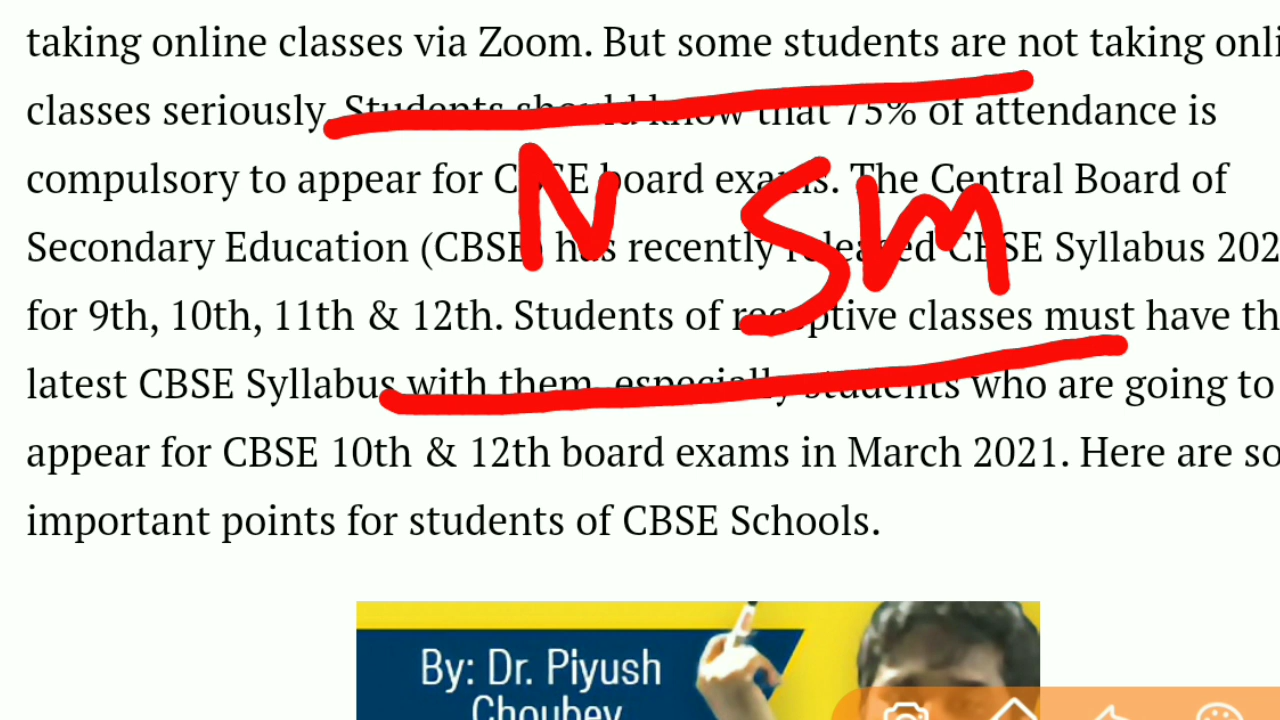 taking online classes via Zoom. But some students are not taking onli
classes seriously. Students should know that 75% of attendance is
compulsory to appear for CBSE board exams. The Central Board of
Secondary Education (CBSE) has recently released CBSE Syllabus 202
for 9th, 10th, 11th & 12th. Students of receptive classes must have th
latest CBSE Syllabus with them, especially students who are going to
appear for CBSE 10th & 12th board exams in March 2021. Here are so
important points for students of CBSE Schools.
N SM
By: Dr. Piyush
Choubey